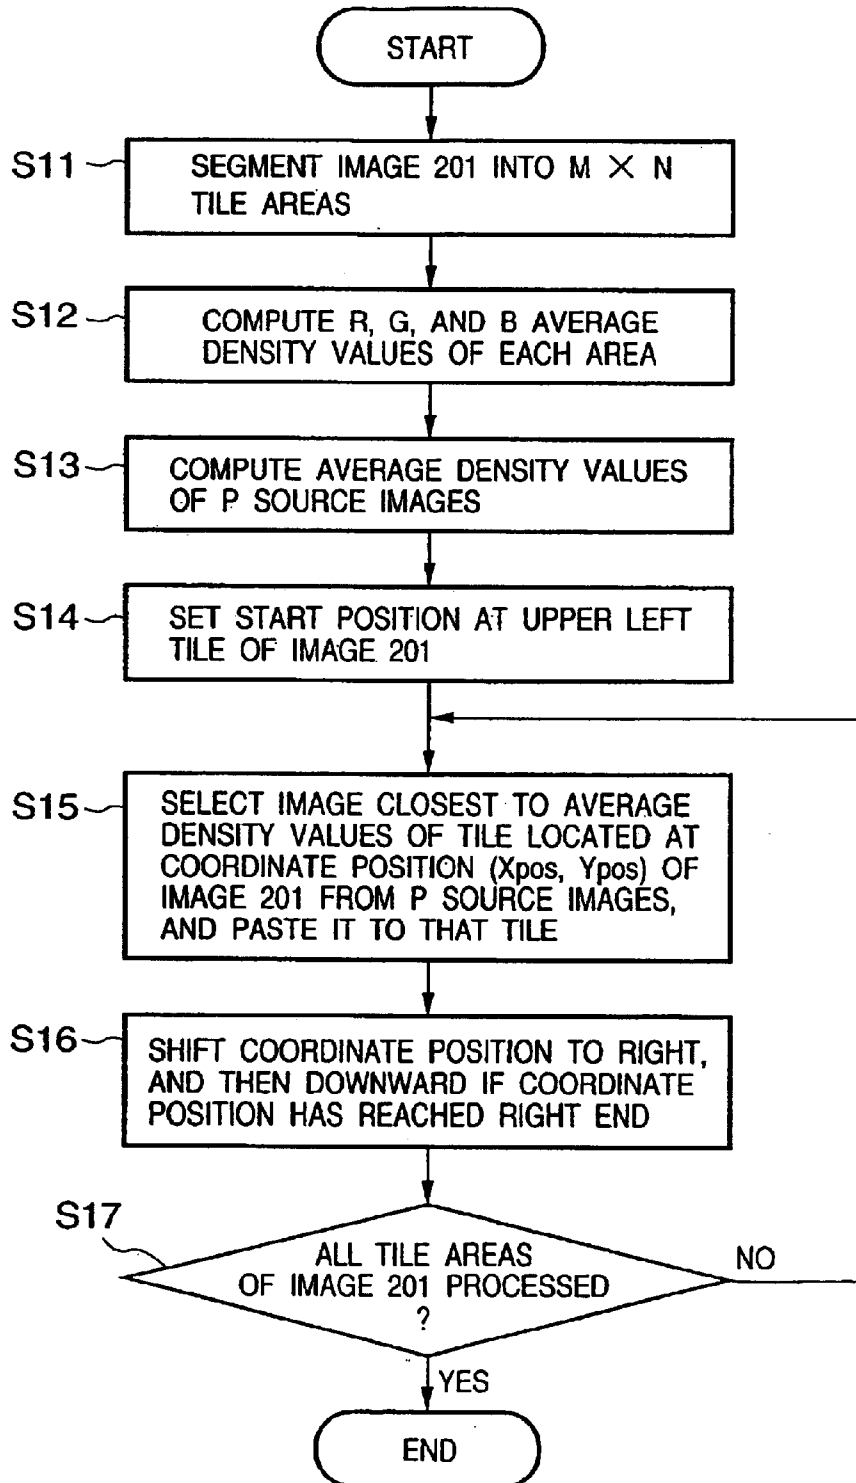 START
S11
SEGMENT IMAGE 201 INTO M × N
TILE AREAS
S12
COMPUTE R, G, AND B AVERAGE
DENSITY VALUES OF EACH AREA
S13
COMPUTE AVERAGE DENSITY VALUES
OF P SOURCE IMAGES
S14
SET START POSITION AT UPPER LEFT
TILE OF IMAGE 201
S15
SELECT IMAGE CLOSEST TO AVERAGE
DENSITY VALUES OF TILE LOCATED AT
COORDINATE POSITION (Xpos, Ypos) OF
IMAGE 201 FROM P SOURCE IMAGES,
AND PASTE IT TO THAT TILE
S16
SHIFT COORDINATE POSITION TO RIGHT,
AND THEN DOWNWARD IF COORDINATE
POSITION HAS REACHED RIGHT END
S17
ALL TILE AREAS
OF IMAGE 201 PROCESSED
?
NO
YES
END